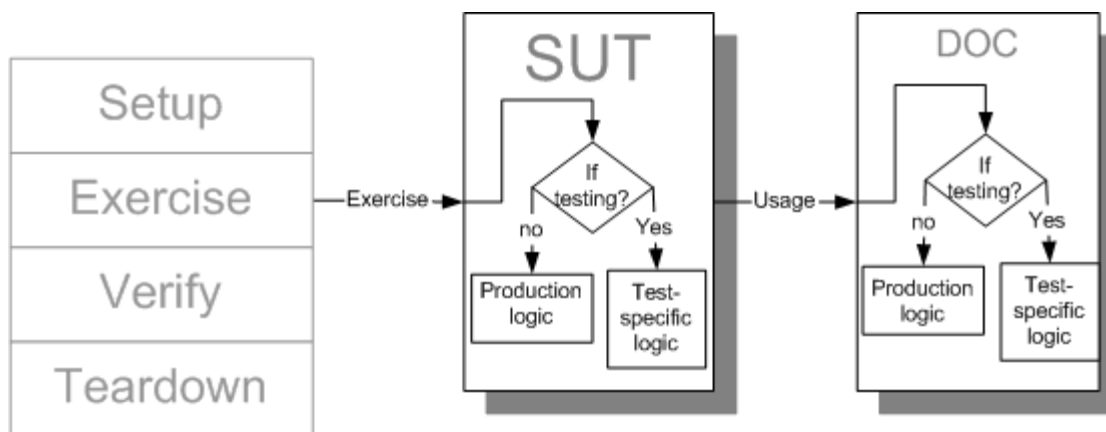 Setup
Exercise
Verify
Teardown
Exercise
SUT
If
testing?
no
Yes
Production
logic
Test-
specific
logic
Usage
DOC
If
testing?
no
Yes
Production
logic
Test-
specific
logic